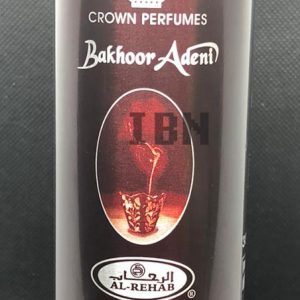 CROWN PERFUMES
Bakhoor Adeni
IBN
الرحاب
AL-REHAB
®